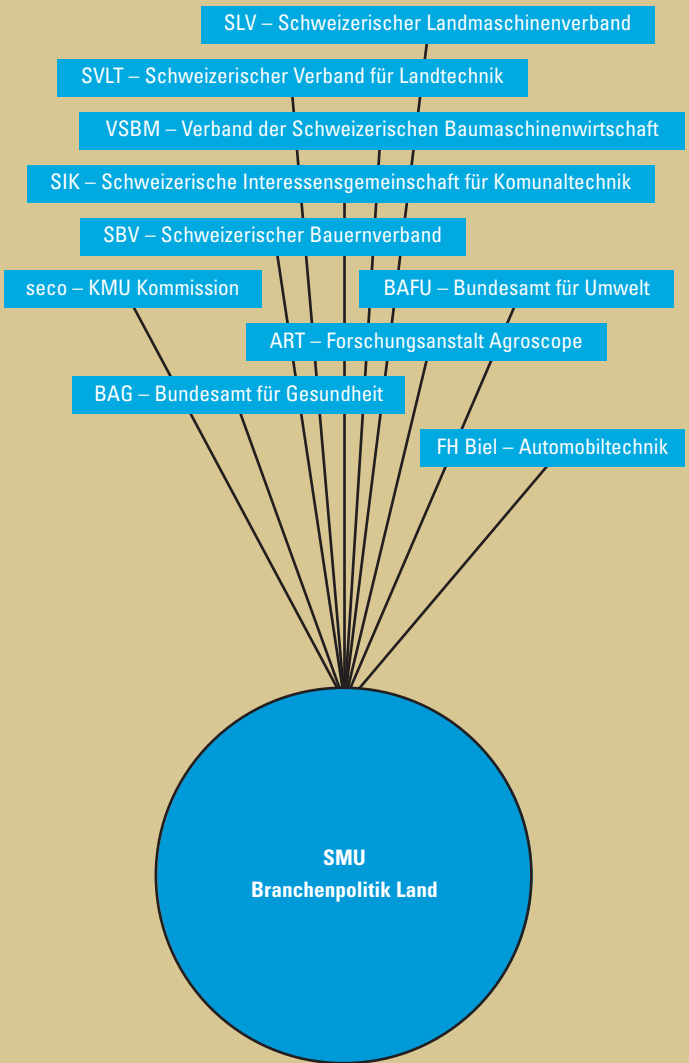 SLV – Schweizerischer Landmaschinenverband
SVLT – Schweizerischer Verband für Landtechnik
VSBM – Verband der Schweizerischen Baumaschinenwirtschaft
SIK – Schweizerische Interessensgemeinschaft für Komunaltechnik
SBV – Schweizerischer Bauernverband
seco – KMU Kommission
BAFU – Bundesamt für Umwelt
ART – Forschungsanstalt Agroscope
BAG – Bundesamt für Gesundheit
FH Biel – Automobiltechnik
SMU
Branchenpolitik Land